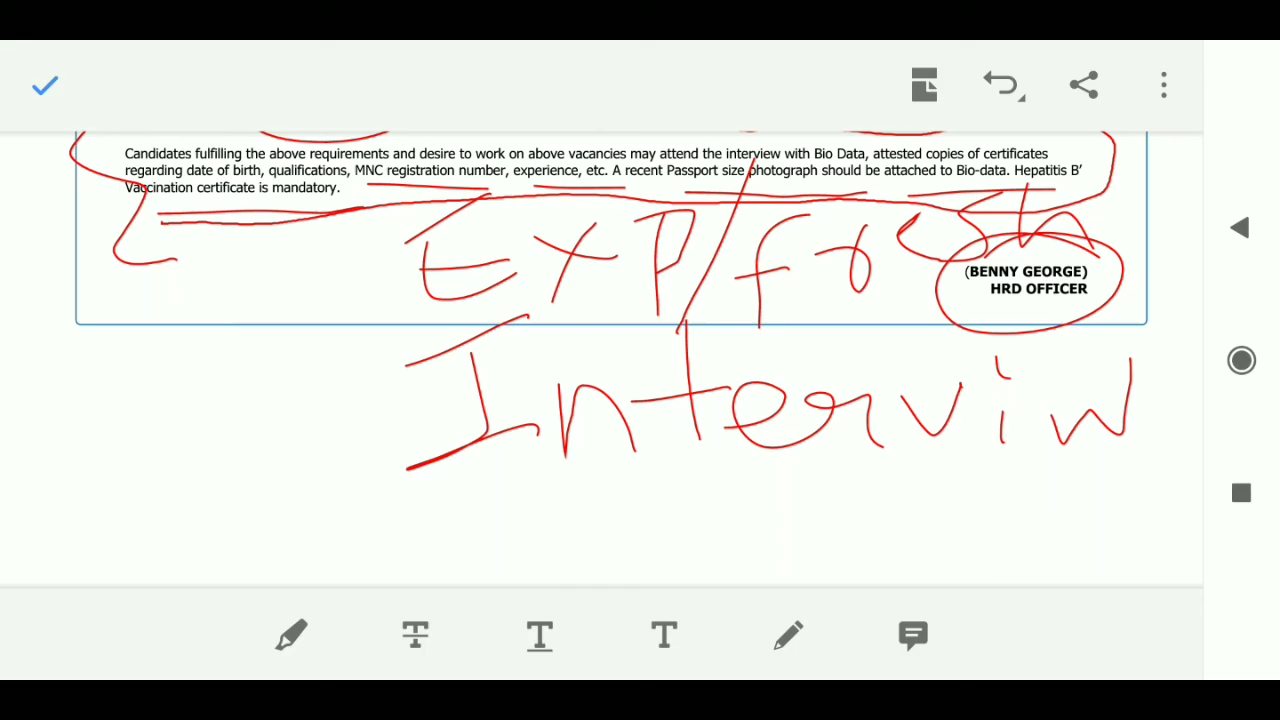 Candidates fulfilling the above requirements and desire to work on above vacancies may attend the interview with Bio Data, attested copies of certificates
regarding date of birth, qualifications, MNC registration number, experience, etc. A recent Passport size photograph should be attached to Bio-data. Hepatitis B’
Vaccination certificate is mandatory.
Exp/fresh
(BENNY GEORGE)
HRD OFFICER
Interviw